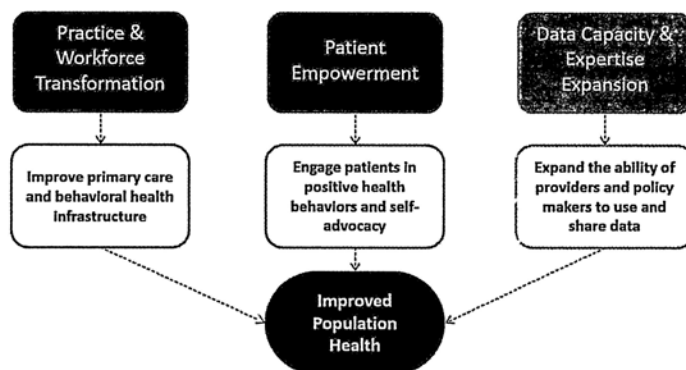 Practice &
Workforce
Transformation
Patient
Empowerment
Data Capacity &
Expertise
Expansion
Improve primary care
and behavioral health
infrastructure
Engage patients in
positive health
behaviors and self-
advocacy
Expand the ability of
providers and policy
makers to use and
share data
Improved
Population
Health